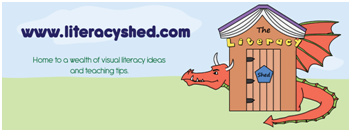 www.literacyshed.com
Home to a wealth of visual literacy ideas
and teaching tips.
The
Literacy
Shed